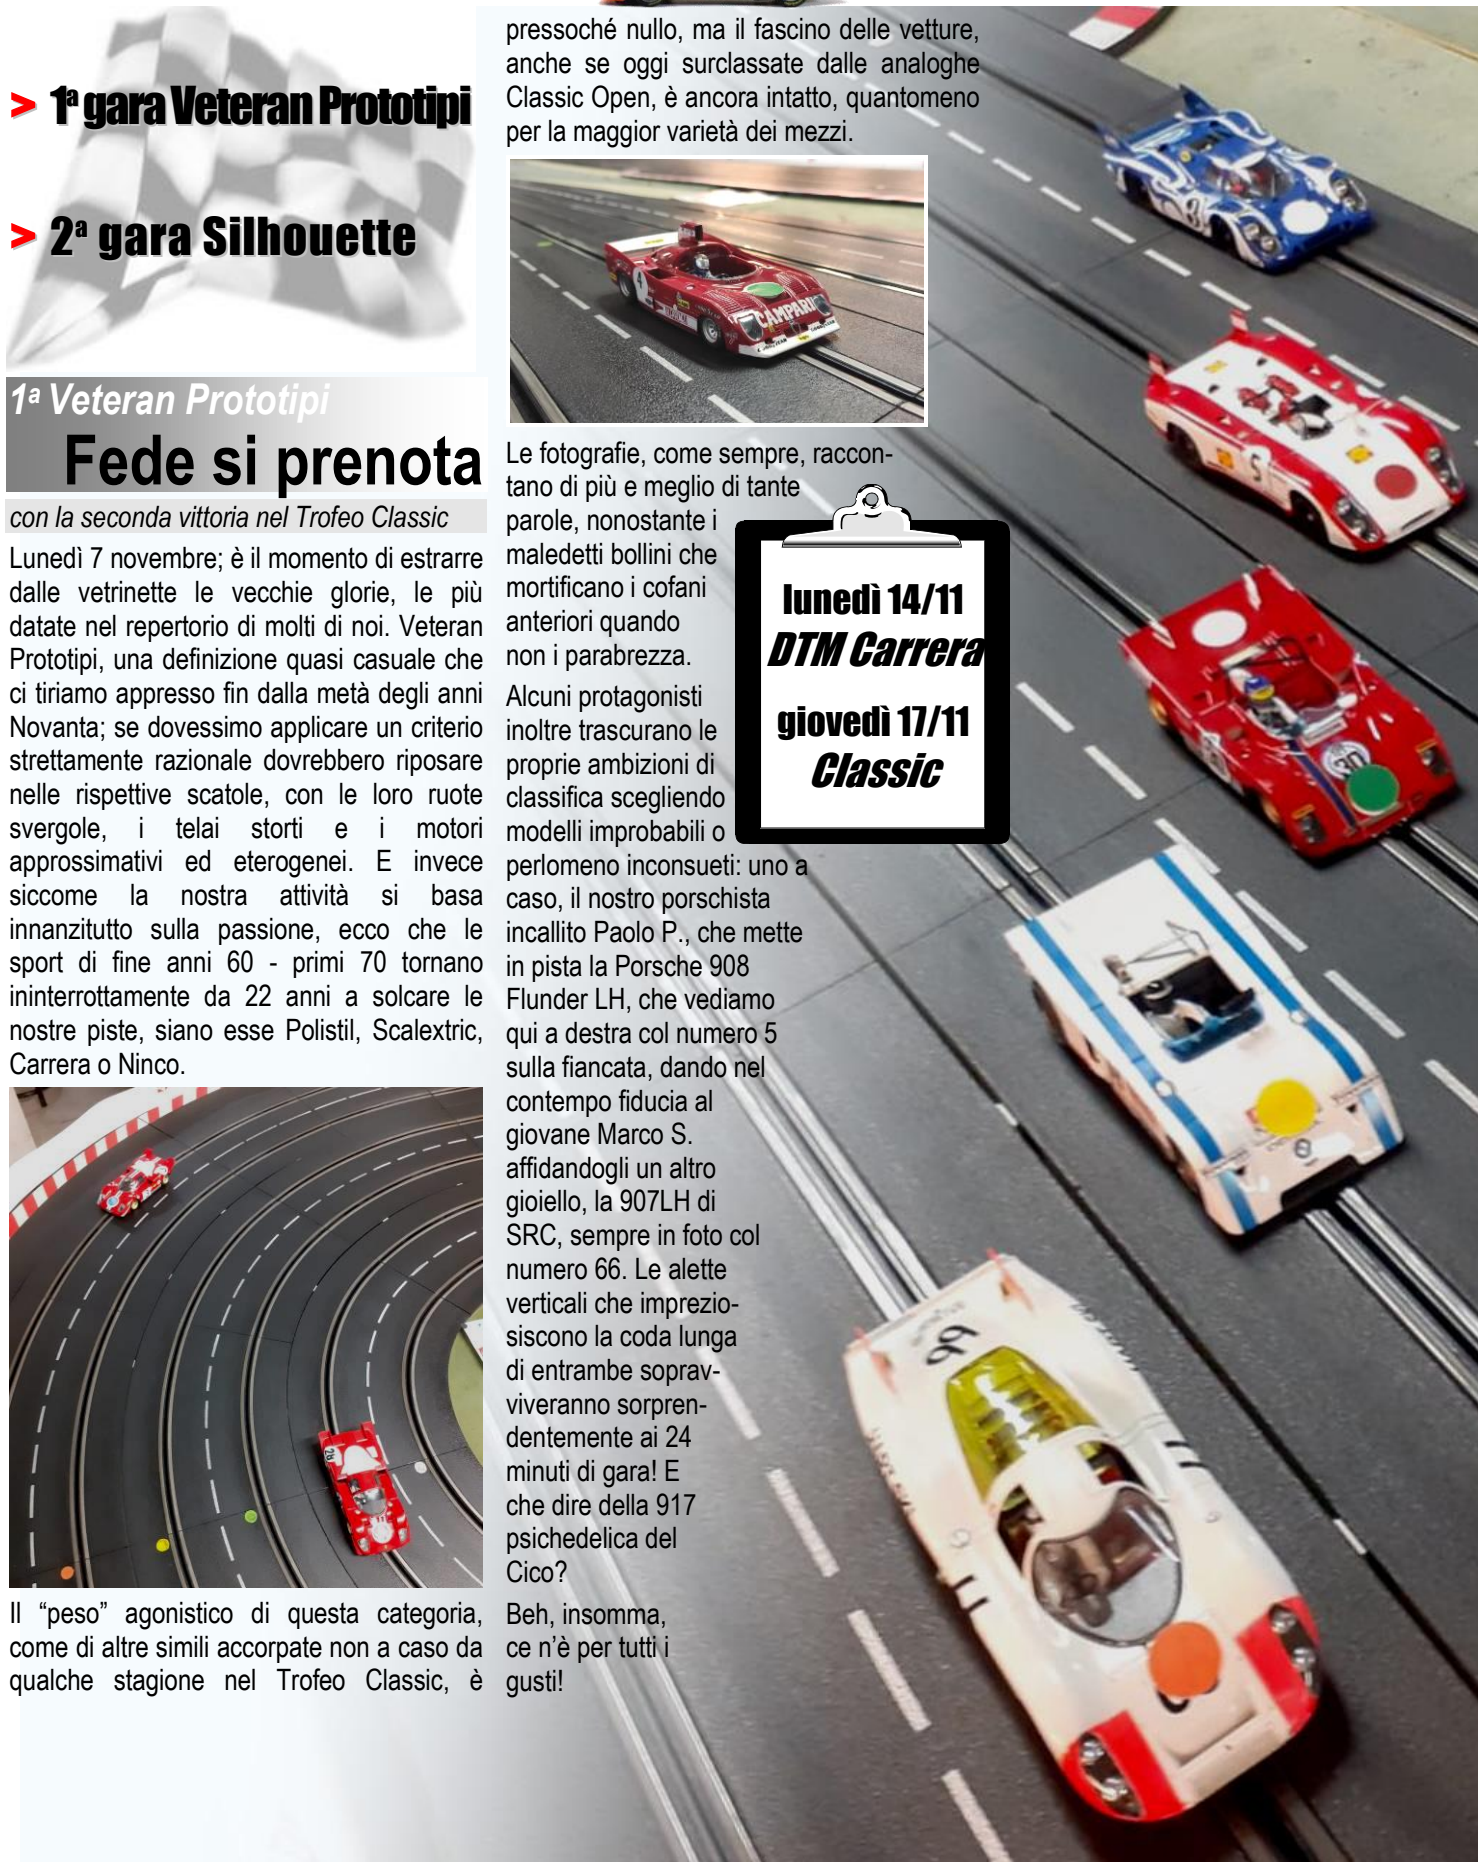 > 1ª gara Veteran Prototipi
> 2ª gara Silhouette
1ª Veteran Prototipi
Fede si prenota
con la seconda vittoria nel Trofeo Classic
Lunedì 7 novembre; è il momento di estrarre
dalle vetrinette le vecchie glorie, le più
datate nel repertorio di molti di noi. Veteran
Prototipi, una definizione quasi casuale che
ci tiriamo appresso fin dalla metà degli anni
Novanta; se dovessimo applicare un criterio
strettamente razionale dovrebbero riposare
nelle rispettive scatole, con le loro ruote
svergole, i telai storti e i motori
approssimativi ed eterogenei. E invece
siccome la nostra attività si basa
innanzitutto sulla passione, ecco che le
sport di fine anni 60 - primi 70 tornano
ininterrottamente da 22 anni a solcare le
nostre piste, siano esse Polistil, Scalextric,
Carrera o Ninco.
28
Il “peso” agonistico di questa categoria,
come di altre simili accorpate non a caso da
qualche stagione nel Trofeo Classic, è
pressoché nullo, ma il fascino delle vetture,
anche se oggi surclassate dalle analoghe
Classic Open, è ancora intatto, quantomeno
per la maggior varietà dei mezzi.
4
CAMPARI
Le fotografie, come sempre, raccon-
tano di più e meglio di tante
parole, nonostante i
maledetti bollini che
mortificano i cofani
anteriori quando
non i parabrezza.
Alcuni protagonisti
inoltre trascurano le
proprie ambizioni di
classifica scegliendo
modelli improbabili o
perlomeno inconsueti: uno a
caso, il nostro porschista
incallito Paolo P., che mette
in pista la Porsche 908
Flunder LH, che vediamo
qui a destra col numero 5
sulla fiancata, dando nel
contempo fiducia al
giovane Marco S.
affidandogli un altro
gioiello, la 907LH di
SRC, sempre in foto col
numero 66. Le alette
verticali che imprezio-
siscono la coda lunga
di entrambe soprav-
viveranno sorpren-
dentemente ai 24
minuti di gara! E
che dire della 917
psichedelica del
Cico?
Beh, insomma,
ce n’è per tutti i
gusti!
lunedì 14/11
DTM Carrera
giovedì 17/11
Classic
3
5
30